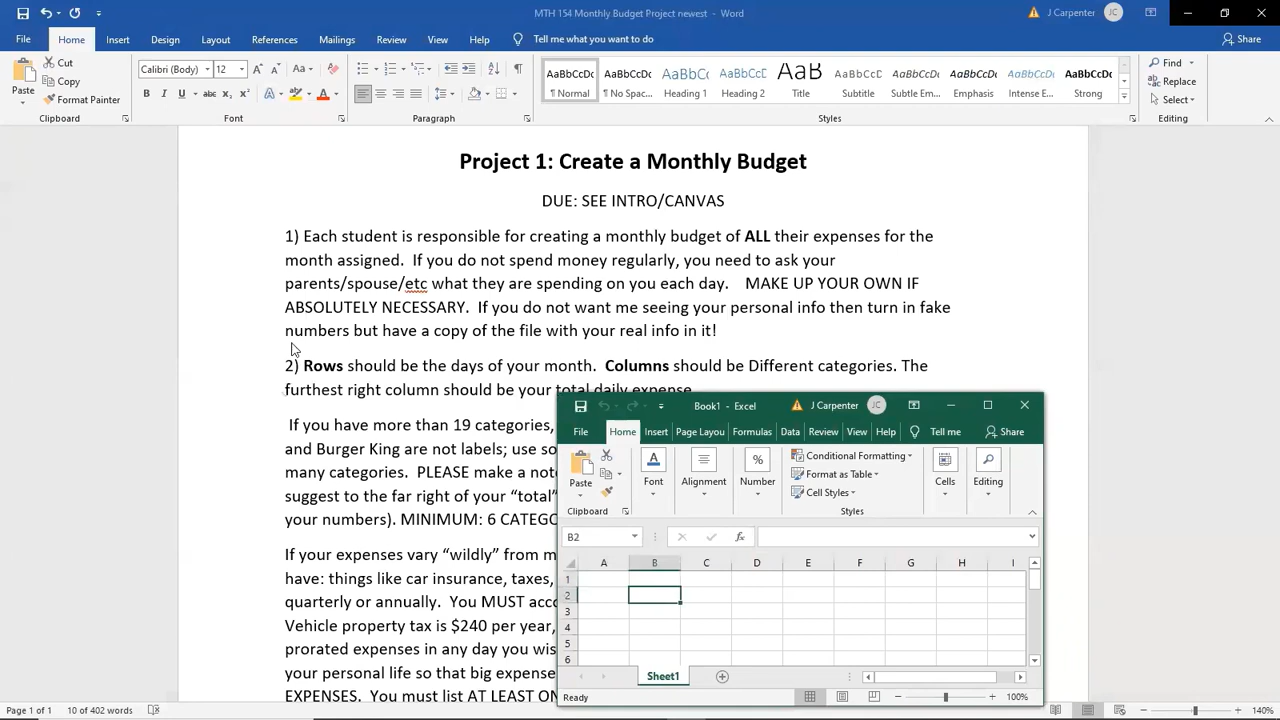 MTH 154 Monthly Budget Project newest - Word
J Carpenter JC
File Home Insert Design Layout References Mailings Review View Help Tell me what you want to do Share
Paste
Cut
Copy
Format Painter
Clipboard
Calibri (Body) 12
Font
Paragraph
AaBbCcDc AaBbCcDc AaBbC AaBbCcD AaB AaBbCcD AaBbCcDc AaBbCcDc AaBbCcDc AaBbCcDc
¶ Normal ¶ No Spac... Heading 1 Heading 2 Title Subtitle Subtle Em... Emphasis Intense E... Strong
Styles
Find
Replace
Select
Editing
Project 1: Create a Monthly Budget
DUE: SEE INTRO/CANVAS
1) Each student is responsible for creating a monthly budget of ALL their expenses for the
month assigned. If you do not spend money regularly, you need to ask your
parents/spouse/etc what they are spending on you each day. MAKE UP YOUR OWN IF
ABSOLUTELY NECESSARY. If you do not want me seeing your personal info then turn in fake
numbers but have a copy of the file with your real info in it!
2) Rows should be the days of your month. Columns should be Different categories. The
furthest right column should be your total daily expense.
If you have more than 19 categories,
and Burger King are not labels; use so
many categories. PLEASE make a note
suggest to the far right of your "total"
your numbers). MINIMUM: 6 CATEGO
If your expenses vary "wildly" from m
have: things like car insurance, taxes,
quarterly or annually. You MUST acco
Vehicle property tax is $240 per year,
prorated expenses in any day you wis
your personal life so that big expense
EXPENSES. You must list AT LEAST ON
Book1 - Excel
J Carpenter JC
File Home Insert Page Layou Formulas Data Review View Help Tell me Share
Paste
Clipboard
Font
Alignment
%
Number
Conditional Formatting
Format as Table
Cell Styles
Styles
Cells
Editing
B2
fx
A B C D E F G H I
1
2
3
4
5
6
Sheet1
Ready
100%
Page 1 of 1 10 of 402 words
140%